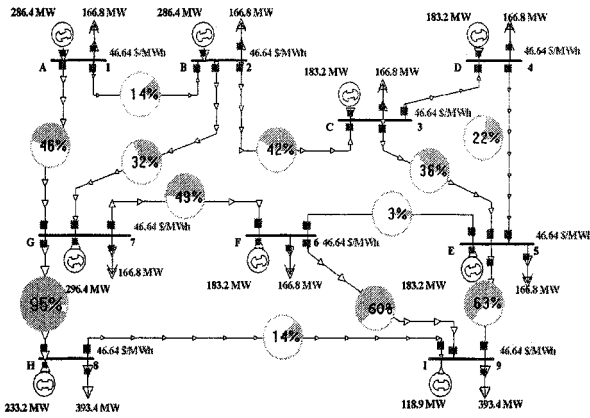 286.4 MW 166.8 MW 286.4 MW 166.8 MW 183.2 MW 166.8 MW
46.64 $/MWh 46.64 $/MWh 46.64 $/MWh
A 1 B 2 D 4
183.2 MW 166.8 MW
14% 46.64 $/MWh
C 3
22%
46% 32% 42% 38%
49% 3%
46.64 $/MWh 46.64 $/MWh
G 7 F 6 46.64 $/MWh E 5
166.8 MW 166.8 MW
296.4 MW 183.2 MW 166.8 MW 183.2 MW
95% 60% 63%
14%
46.64 $/MWh 46.64 $/MWh
H 8 I 9
233.2 MW 393.4 MW 118.9 MW 393.4 MW